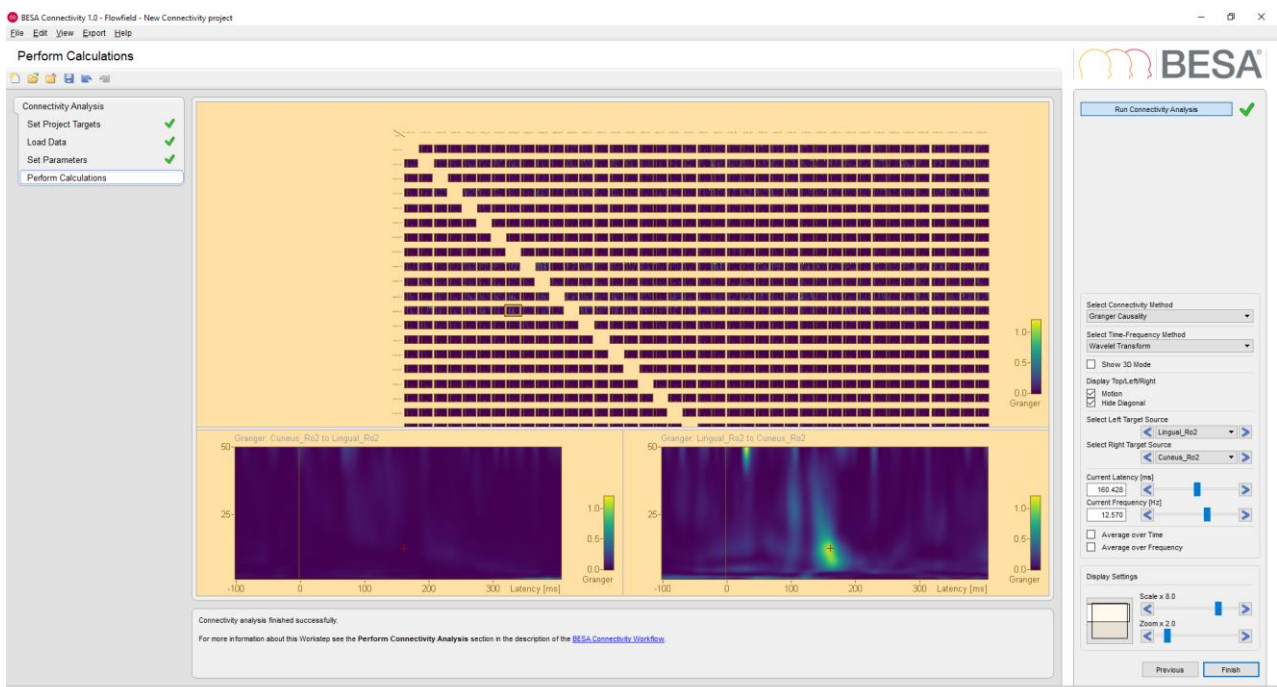 BESA Connectivity 1.0 - Flowfield - New Connectivity project
File Edit View Export Help
Perform Calculations
BESA®
Connectivity Analysis
Set Project Targets
Load Data
Set Parameters
Perform Calculations
Run Connectivity Analysis
1.0
0.5
0.0
Granger
Granger: Cuneus_Ro2 to Lingual_Ro2
50
25
-100 0 100 200 300 Latency [ms]
1.0
0.5
0.0
Granger
Granger: Lingual_Ro2 to Cuneus_Ro2
50
25
-100 0 100 200 300 Latency [ms]
1.0
0.5
0.0
Granger
Select Connectivity Method
Granger Causality
Select Time-Frequency Method
Wavelet Transform
Show 3D Mode
Display Top/Left/Right
Motion
Hide Diagonal
Select Left Target Source
Lingual_Ro2
Select Right Target Source
Cuneus_Ro2
Current Latency [ms]
160.428
Current Frequency [Hz]
12.570
Average over Time
Average over Frequency
Display Settings
Scale x 8.0
Zoom x 2.0
Previous Finish
Connectivity analysis finished successfully.
For more information about this Workstep see the Perform Connectivity Analysis section in the description of the BESA Connectivity Workflow.